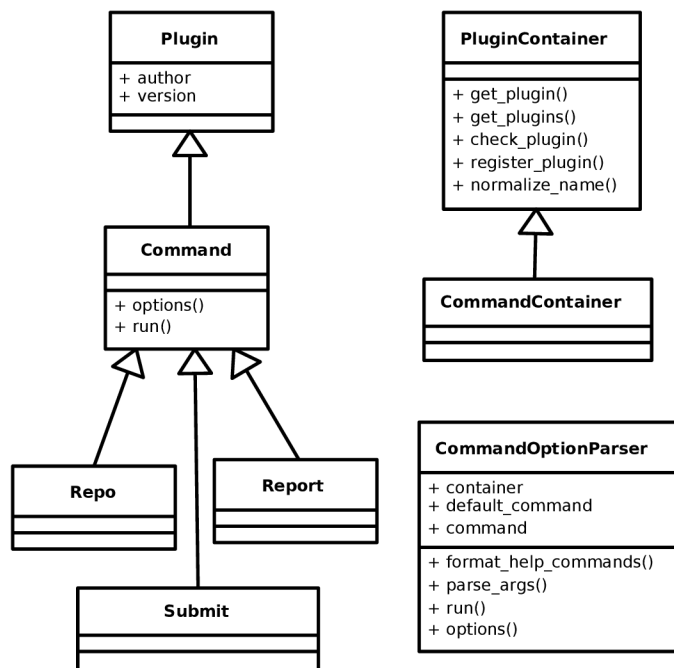 Plugin
+ author
+ version
PluginContainer
+ get_plugin()
+ get_plugins()
+ check_plugin()
+ register_plugin()
+ normalize_name()
Command
+ options()
+ run()
CommandContainer
Repo
Report
Submit
CommandOptionParser
+ container
+ default_command
+ command
+ format_help_commands()
+ parse_args()
+ run()
+ options()